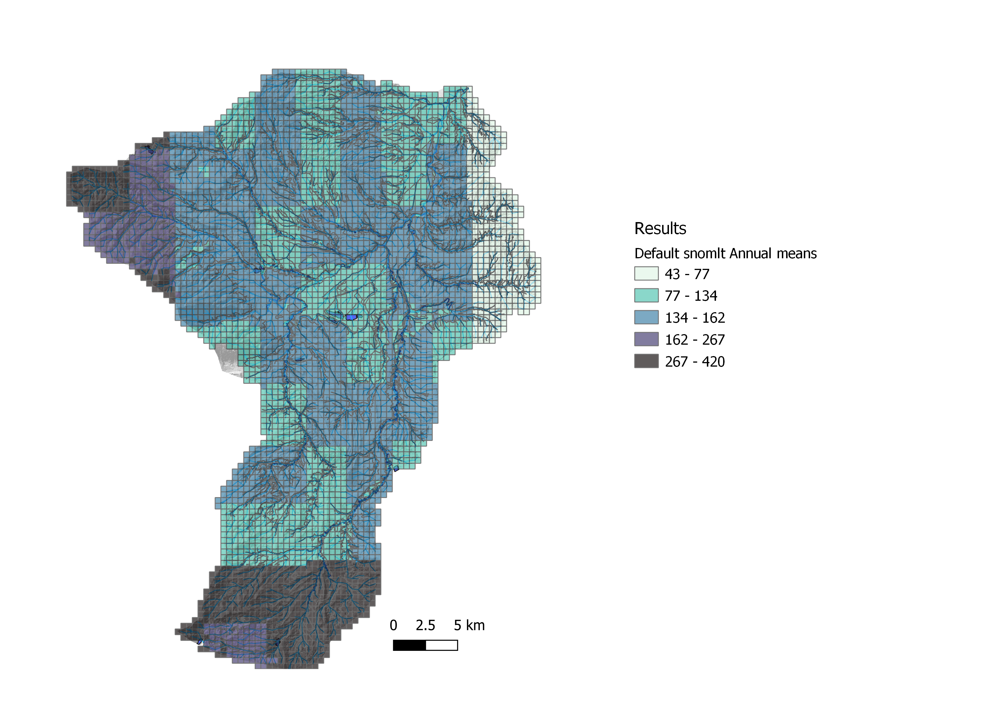 Results
Default snomlt Annual means
43 - 77
77 - 134
134 - 162
162 - 267
267 - 420
0 2.5 5 km